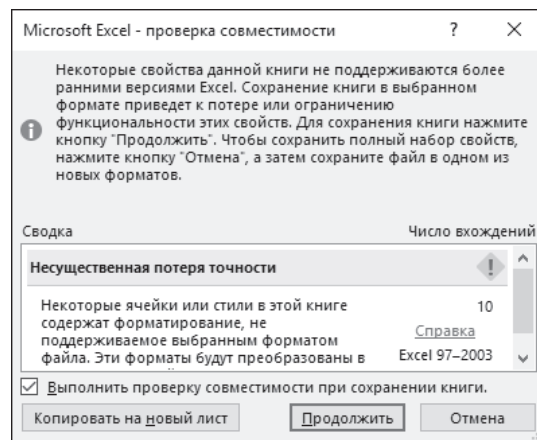 Microsoft Excel - проверка совместимости
Некоторые свойства данной книги не поддерживаются более
ранними версиями Excel. Сохранение книги в выбранном
формате приведет к потере или ограничению
функциональности этих свойств. Для сохранения книги нажмите
кнопку "Продолжить". Чтобы сохранить полный набор свойств,
нажмите кнопку "Отмена", а затем сохраните файл в одном из
новых форматов.
Сводка Число вхождений
Несущественная потеря точности
Некоторые ячейки или стили в этой книге 10
содержат форматирование, не Справка
поддерживаемое выбранным форматом
файла. Эти форматы будут преобразованы в Excel 97–2003
Выполнить проверку совместимости при сохранении книги.
Копировать на новый лист Продолжить Отмена